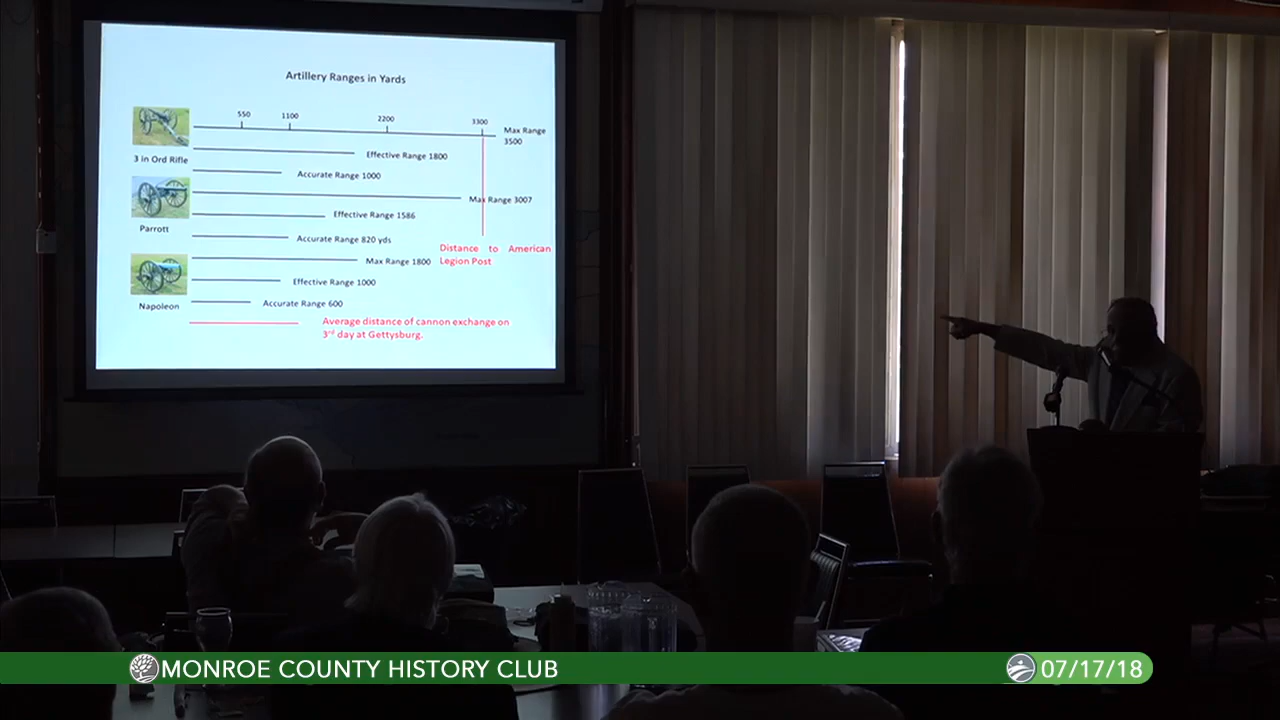 Artillery Ranges in Yards
550 1100 2200 3300
Max Range
3500
3 in Ord Rifle
Effective Range 1800
Accurate Range 1000
Max Range 3007
Parrott
Effective Range 1586
Accurate Range 820 yds
Distance to American
Legion Post
Max Range 1800
Effective Range 1000
Napoleon
Accurate Range 600
Average distance of cannon exchange on
3rd day at Gettysburg.
MONROE COUNTY HISTORY CLUB
07/17/18